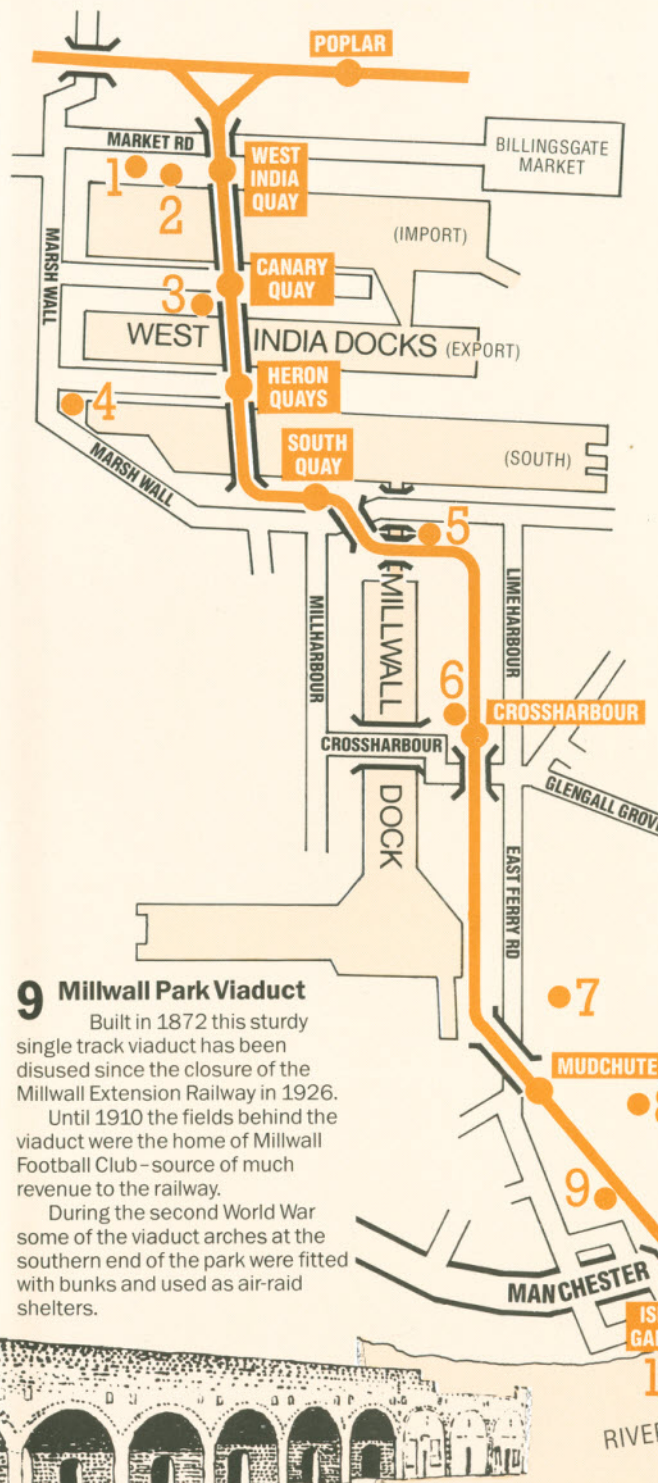 POPLAR
MARKET RD
BILLINGSGATE
MARKET
WEST
INDIA
QUAY
1
2
(IMPORT)
MARSH WALL
CANARY
QUAY
3
WEST INDIA DOCKS (EXPORT)
HERON
QUAYS
4
SOUTH
QUAY
(SOUTH)
MARSH WALL
5
MILLWALL
LIMEHARBOUR
MILLHARBOUR
6
CROSSHARBOUR
CROSSHARBOUR
GLENGALL GROVE
DOCK
EAST FERRY RD
7
9 Millwall Park Viaduct
Built in 1872 this sturdy
single track viaduct has been
disused since the closure of the
Millwall Extension Railway in 1926.
Until 1910 the fields behind the
viaduct were the home of Millwall
Football Club–source of much
revenue to the railway.
During the second World War
some of the viaduct arches at the
southern end of the park were fitted
with bunks and used as air-raid
shelters.
MUDCHUTE
9
MANCHESTER
IS
GA
1
RIVER